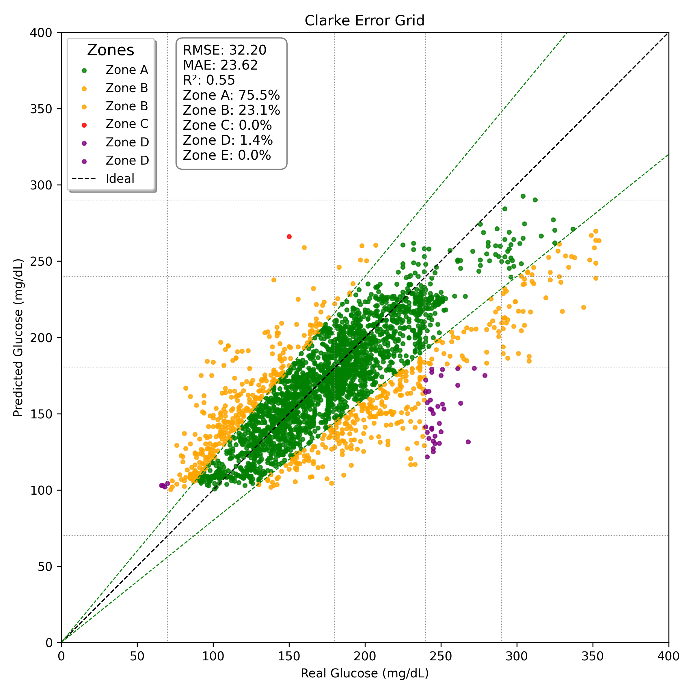 Clarke Error Grid
Zones
Zone A
Zone B
Zone B
Zone C
Zone D
Zone D
Ideal
RMSE: 32.20
MAE: 23.62
R²: 0.55
Zone A: 75.5%
Zone B: 23.1%
Zone C: 0.0%
Zone D: 1.4%
Zone E: 0.0%
Predicted Glucose (mg/dL)
400
350
300
250
200
150
100
50
0
0 50 100 150 200 250 300 350 400
Real Glucose (mg/dL)